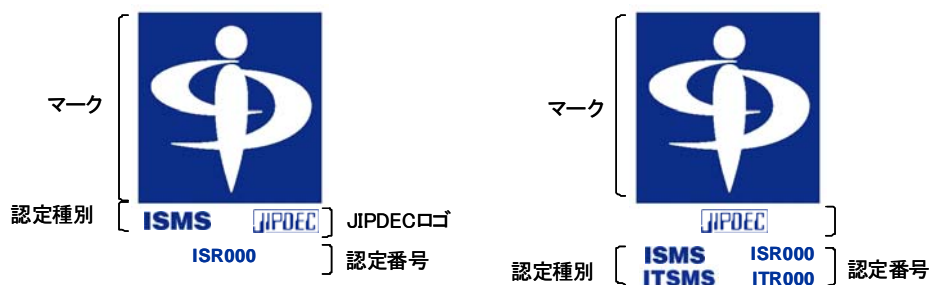 マーク
認定種別
ISMS
JIPDEC
JIPDECロゴ
ISR000
認定番号
マーク
JIPDEC
認定種別
ISMS
ISR000
ITSMS
ITR000
認定番号